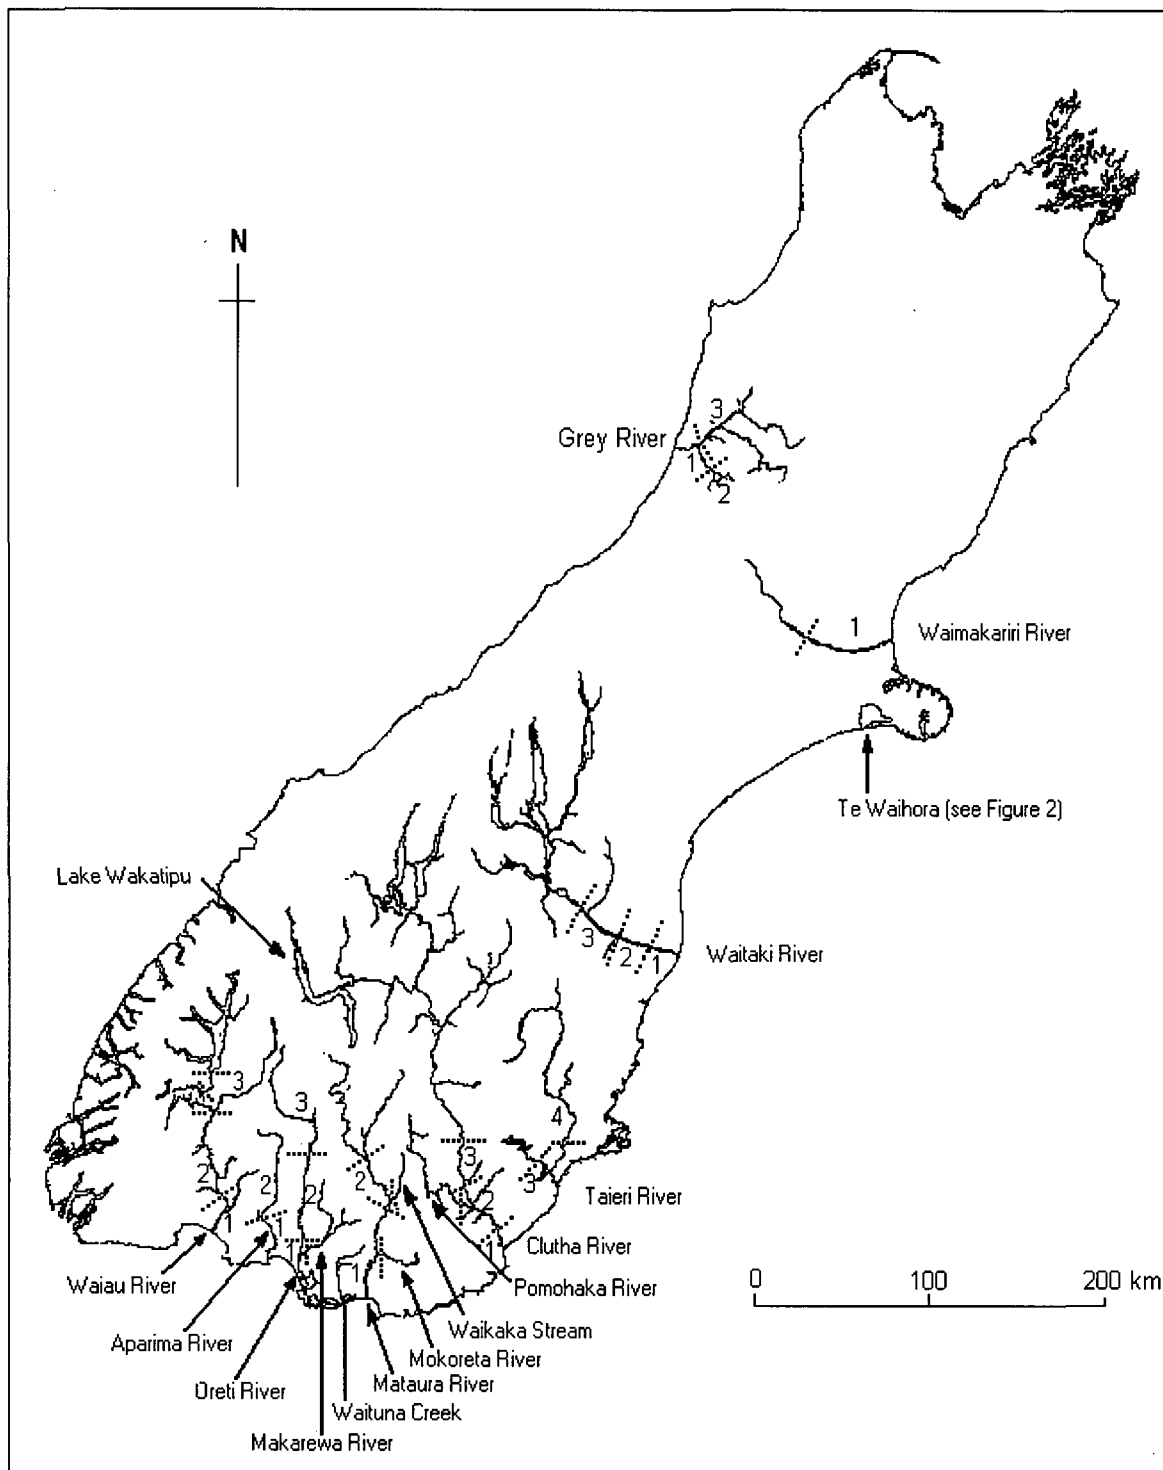 N
3
Grey River
1
2
1
Waimakariri River
Te Waihora (see Figure 2)
Lake Wakatipu
3
2
1
Waitaki River
3
3
4
3
2
2
2
2
3
2
1
1
1
1
1
Taieri River
Clutha River
Waiau River
Pomohaka River
Aparima River
Waikaka Stream
Mokoreta River
Oreti River
Mataura River
Waituna Creek
Makarewa River
0 100 200 km